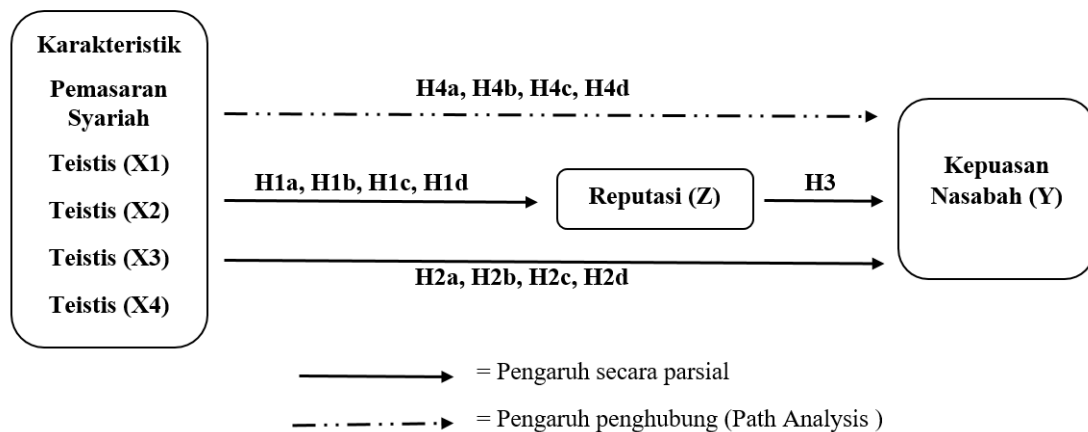 Karakteristik
Pemasaran
Syariah
Teistis (X1)
Teistis (X2)
Teistis (X3)
Teistis (X4)
H4a, H4b, H4c, H4d
H1a, H1b, H1c, H1d
Reputasi (Z)
H3
H2a, H2b, H2c, H2d
Kepuasan
Nasabah (Y)
= Pengaruh secara parsial
= Pengaruh penghubung (Path Analysis )